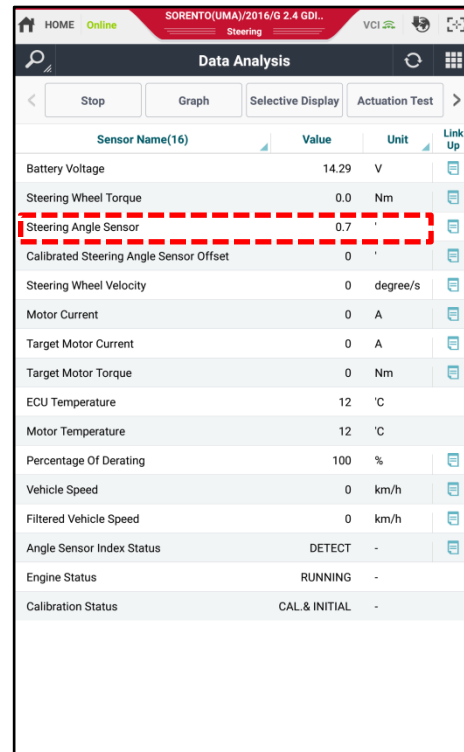 SORENTO(UMA)/2016/G 2.4 GDI..
HOME Online Steering VCI
Data Analysis
Stop Graph Selective Display Actuation Test
Sensor Name(16) Value Unit Link Up
Battery Voltage 14.29 V
Steering Wheel Torque 0.0 Nm
Steering Angle Sensor 0.7 '
Calibrated Steering Angle Sensor Offset 0 '
Steering Wheel Velocity 0 degree/s
Motor Current 0 A
Target Motor Current 0 A
Target Motor Torque 0 Nm
ECU Temperature 12 'C
Motor Temperature 12 'C
Percentage Of Derating 100 %
Vehicle Speed 0 km/h
Filtered Vehicle Speed 0 km/h
Angle Sensor Index Status DETECT -
Engine Status RUNNING -
Calibration Status CAL.& INITIAL -